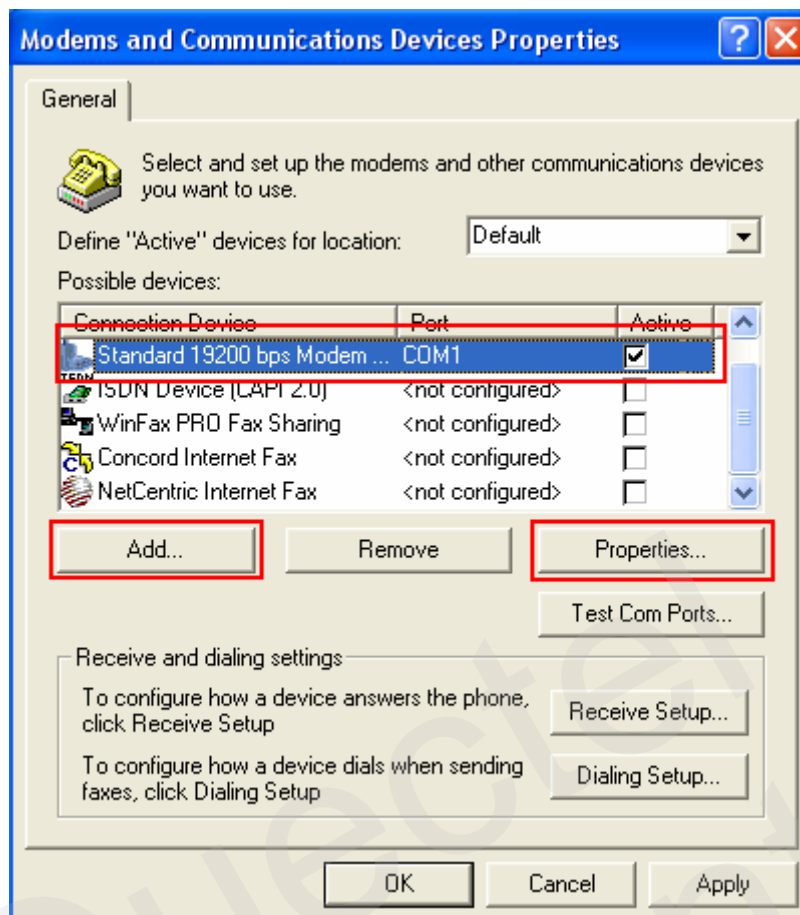 Modems and Communications Devices Properties
General
Select and set up the modems and other communications devices
you want to use.
Define "Active" devices for location: Default
Possible devices:
Connection Device Port Active
Standard 19200 bps Modem ... COM1
ISDN Device (CAPI 2.0) <not configured>
WinFax PRO Fax Sharing <not configured>
Concord Internet Fax <not configured>
NetCentric Internet Fax <not configured>
Add... Remove Properties...
Test Com Ports...
Receive and dialing settings
To configure how a device answers the phone,
click Receive Setup
Receive Setup...
To configure how a device dials when sending
faxes, click Dialing Setup
Dialing Setup...
OK Cancel Apply